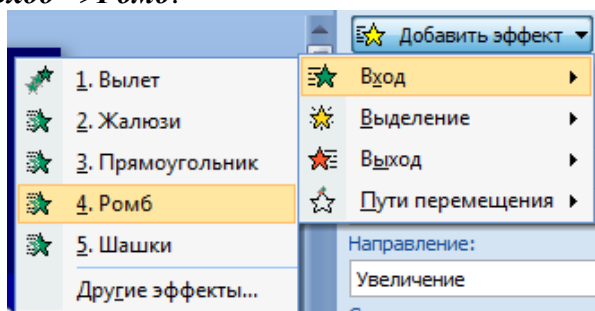 Ромб.
Добавить эффект
1. Вылет
2. Жалюзи
3. Прямоугольник
4. Ромб
5. Шашки
Другие эффекты...
Вход
Выделение
Выход
Пути перемещения
Направление:
Увеличение